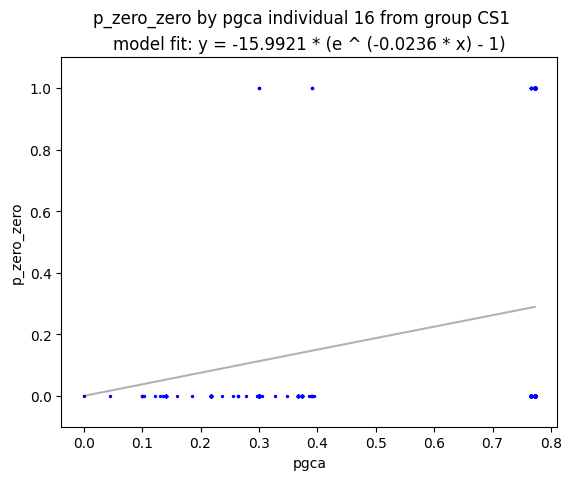 p_zero_zero by pgca individual 16 from group CS1
model fit: y = -15.9921 * (e ^ (-0.0236 * x) - 1)
1.0
0.8
0.6
0.4
0.2
0.0
p_zero_zero
0.0 0.1 0.2 0.3 0.4 0.5 0.6 0.7 0.8
pgca